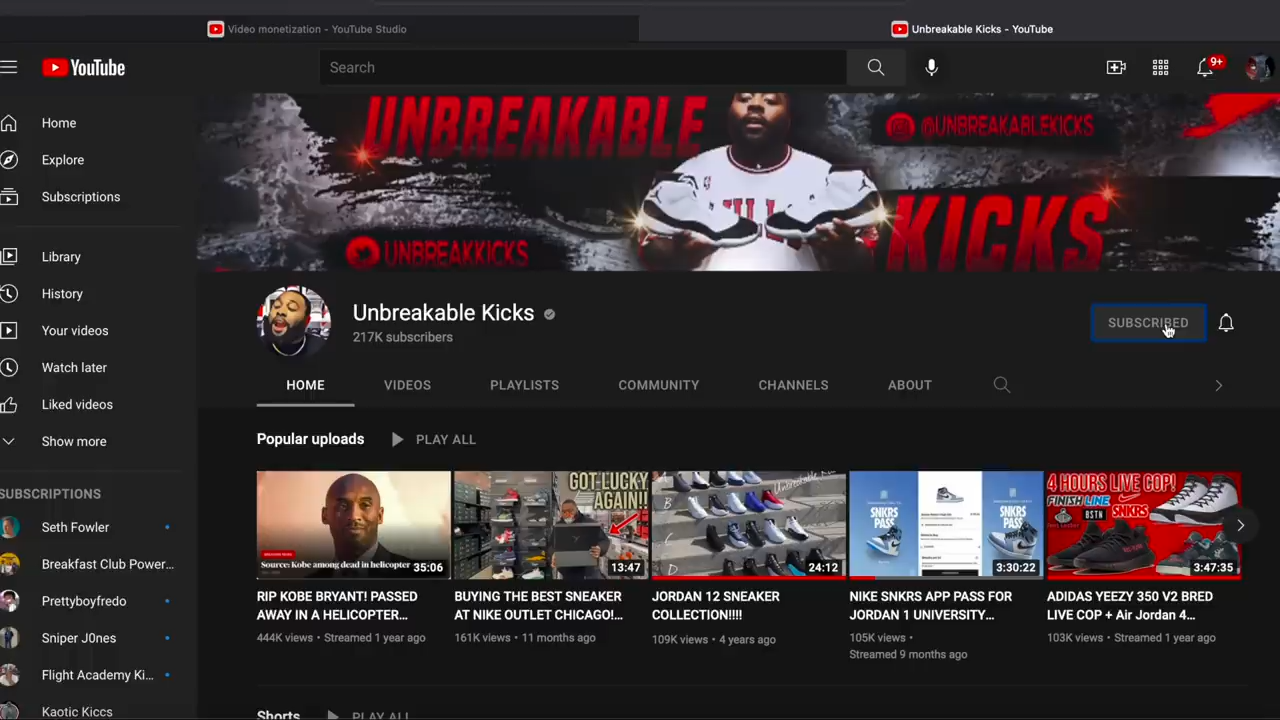 Video monetization - YouTube Studio
Unbreakable Kicks - YouTube
YouTube
Search
9+
Home
Explore
Subscriptions
Library
History
Your videos
Watch later
Liked videos
Show more
SUBSCRIPTIONS
Seth Fowler
Breakfast Club Power...
Prettyboyfredo
Sniper J0nes
Flight Academy Ki...
Kaotic Kiccs
UNBREAKABLE
@UNBREAKABLEKICKS
KICKS
UNBREAKKICKS
Unbreakable Kicks
217K subscribers
SUBSCRIBED
HOME
VIDEOS
PLAYLISTS
COMMUNITY
CHANNELS
ABOUT
Popular uploads
PLAY ALL
Source: Kobe among dead in helicopter
35:06
RIP KOBE BRYANT! PASSED
AWAY IN A HELICOPTER...
444K views • Streamed 1 year ago
GOT LUCKY
AGAIN!!
13:47
BUYING THE BEST SNEAKER
AT NIKE OUTLET CHICAGO!...
161K views • 11 months ago
A
B
C
D
24:12
JORDAN 12 SNEAKER
COLLECTION!!!!
109K views • 4 years ago
SNKRS
PASS
SNKRS
PASS
3:30:22
NIKE SNKRS APP PASS FOR
JORDAN 1 UNIVERSITY...
105K views •
Streamed 9 months ago
4 HOURS LIVE COP!
FINISH LINE
BSTN
SNKRS
3:47:35
ADIDAS YEEZY 350 V2 BRED
LIVE COP + Air Jordan 4...
103K views • Streamed 1 year ago
Shorts
PLAY ALL